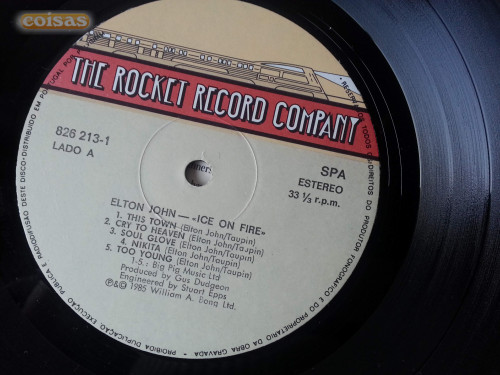 coisas
THE ROCKET RECORD COMPANY
826 213-1
LADO A
SPA
ESTEREO
33 ⅓ r.p.m.
ELTON JOHN — «ICE ON FIRE»
1. THIS TOWN (Elton John/Taupin)
2. CRY TO HEAVEN (Elton John/Taupin)
3. SOUL GLOVE (Elton John/Taupin)
4. NIKITA (Elton John/Taupin)
5. TOO YOUNG (Elton John/Taupin)
1-5: Big Pig Music Ltd
Produced by Gus Dudgeon
Engineered by Stuart Epps
℗&© 1985 William A. Bong Ltd.
RESERVADOS TODOS OS DIREITOS DO PRODUTOR FONOGRÁFICO E DO PROPRIETÁRIO DA OBRA GRAVADA • PROIBIDA A DUPLICAÇÃO, EXECUÇÃO PÚBLICA E RADIODIFUSÃO DESTE DISCO • DISTRIBUÍDO EM PORTUGAL POR